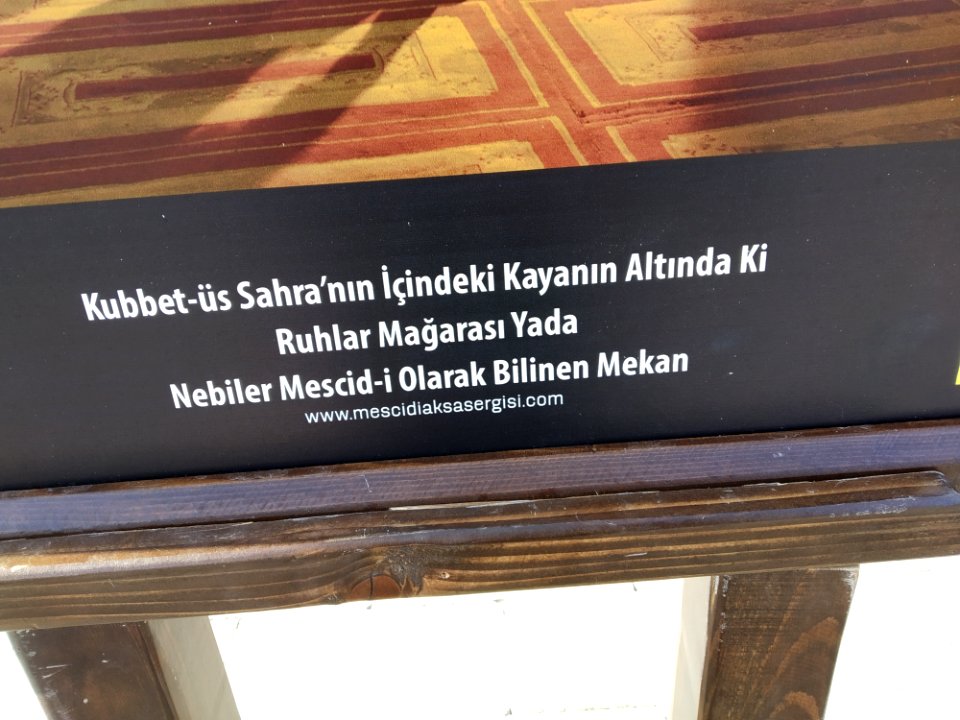 Kubbet-üs Sahra’nın İçindeki Kayanın Altında Ki
Ruhlar Mağarası Yada
Nebiler Mescid-i Olarak Bilinen Mekan
www.mescidiaksasergisi.com